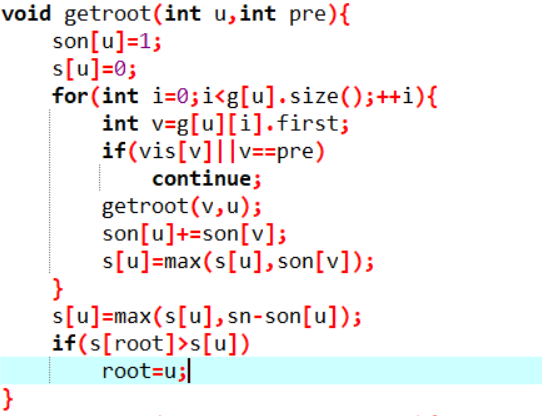 void getroot(int u,int pre){
    son[u]=1;
    s[u]=0;
    for(int i=0;i<g[u].size();++i){
        int v=g[u][i].first;
        if(vis[v]||v==pre)
            continue;
        getroot(v,u);
        son[u]+=son[v];
        s[u]=max(s[u],son[v]);
    }
    s[u]=max(s[u],sn-son[u]);
    if(s[root]>s[u])
        root=u;
}